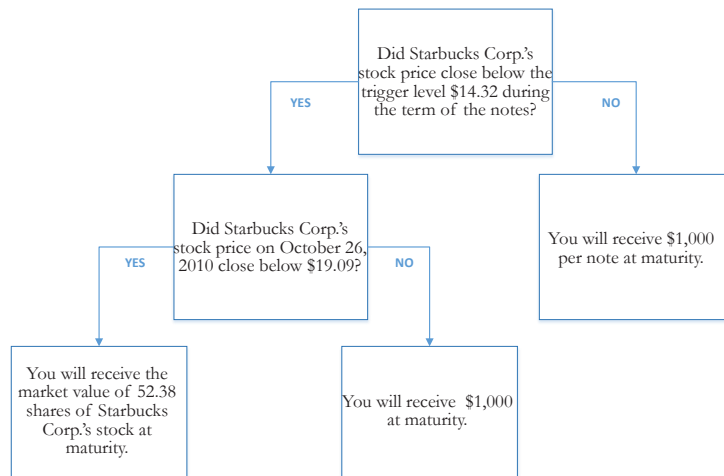 Did Starbucks Corp.'s
stock price close below the
trigger level $14.32 during
the term of the notes?
YES
NO
Did Starbucks Corp.'s
stock price on October 26,
2010 close below $19.09?
You will receive $1,000
per note at maturity.
YES
NO
You will receive the
market value of 52.38
shares of Starbucks
Corp.'s stock at
maturity.
You will receive $1,000
at maturity.